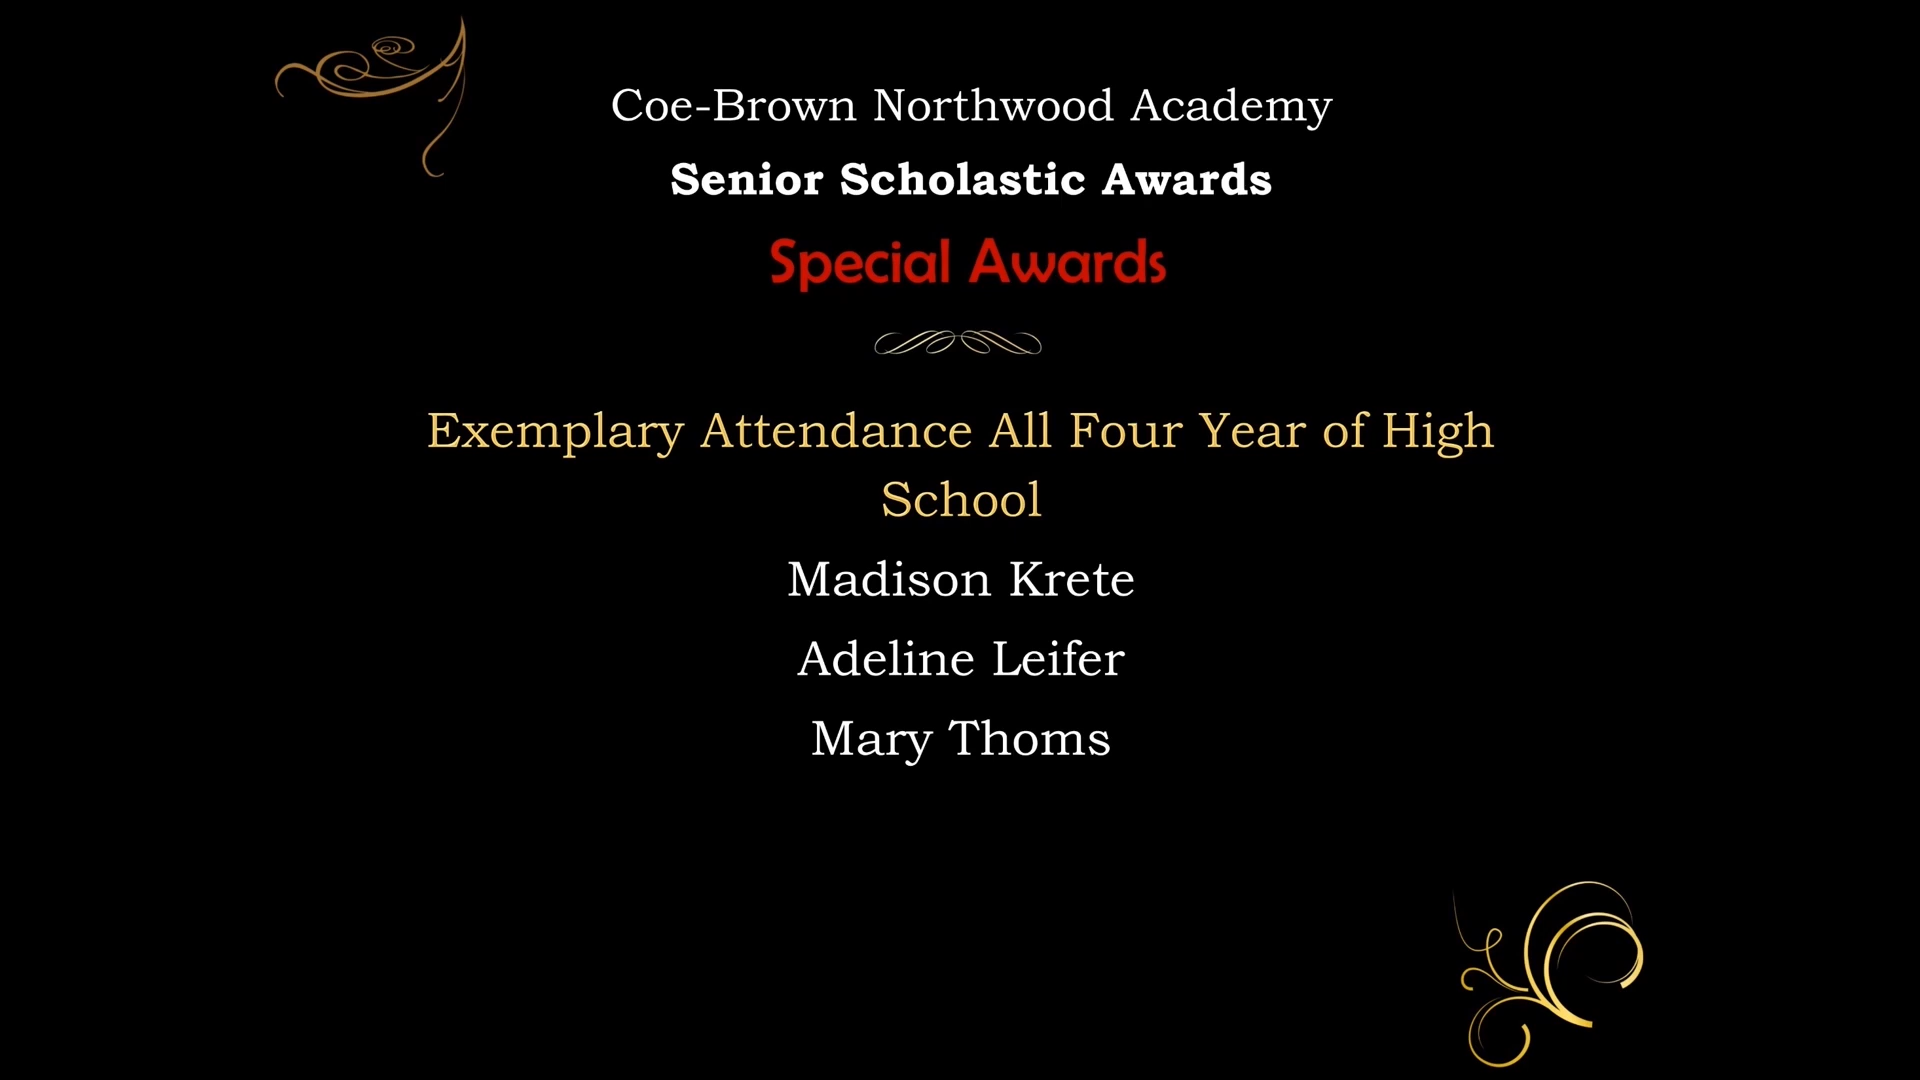 Coe-Brown Northwood Academy
Senior Scholastic Awards
Special Awards
Exemplary Attendance All Four Year of High
School
Madison Krete
Adeline Leifer
Mary Thoms